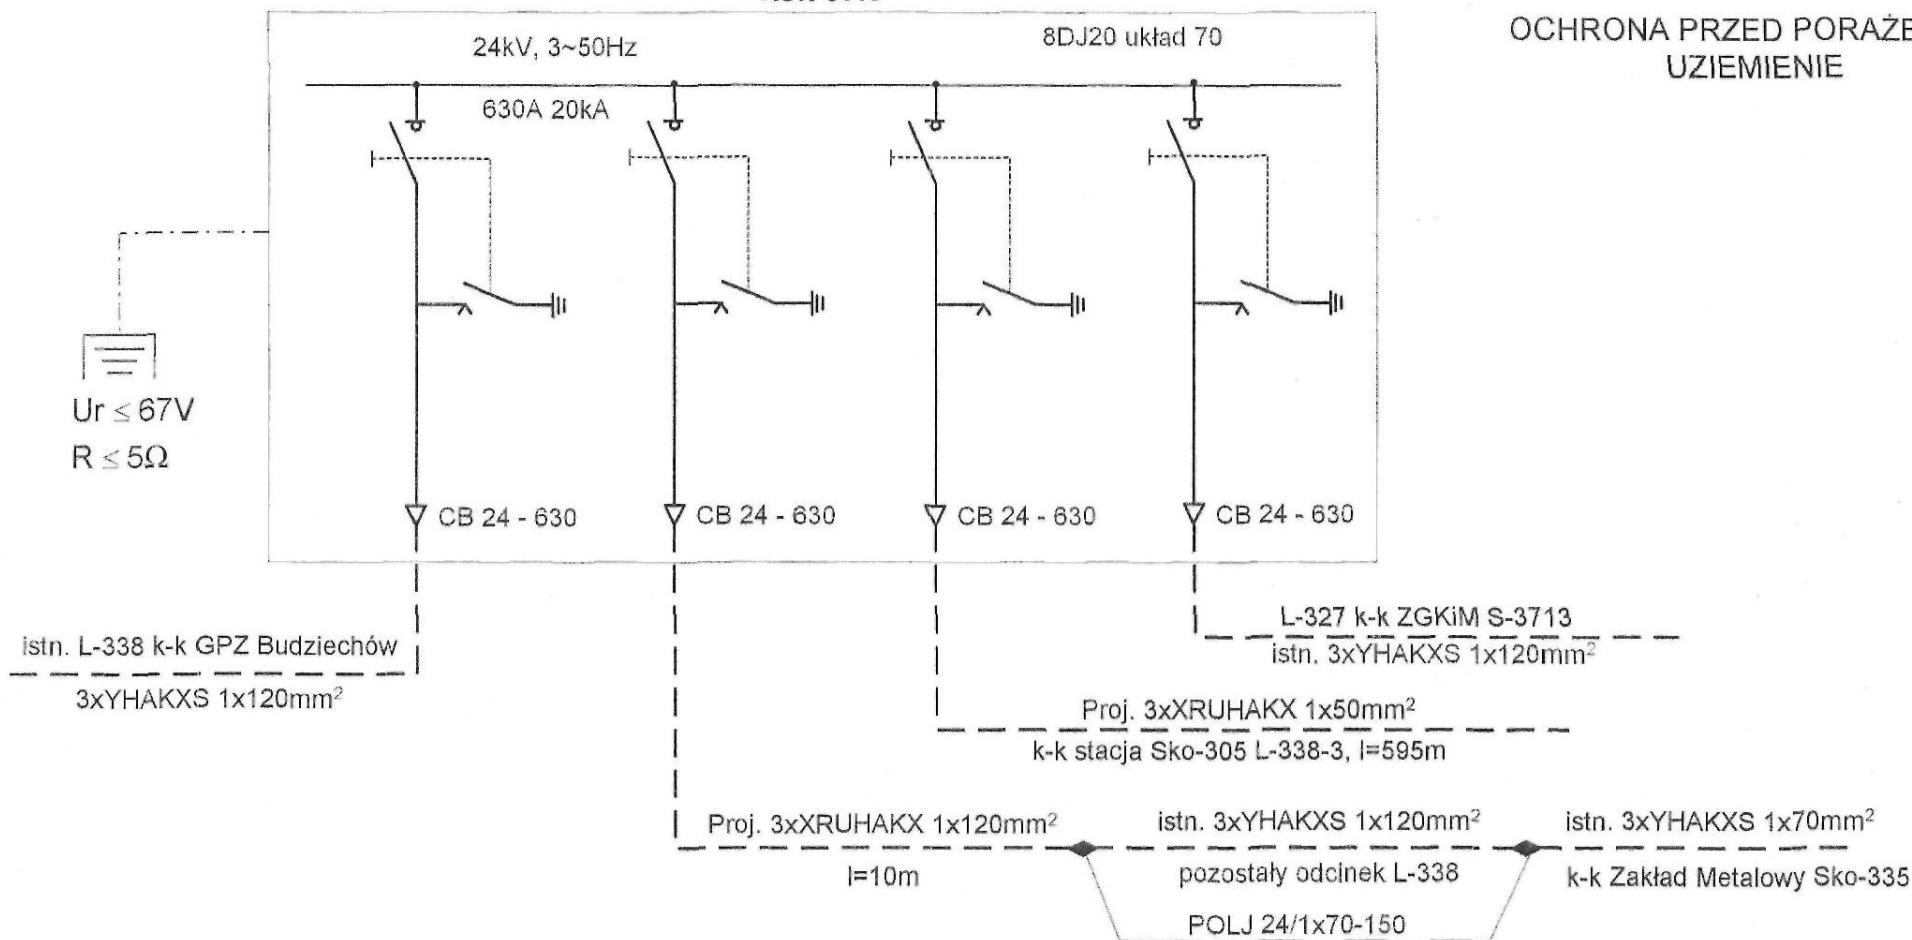 24kV, 3~50Hz
8DJ20 układ 70
OCHRONA PRZED
UZIEMIENIE
630A 20kA
Ur ≤ 67V
R ≤ 5Ω
CB 24 - 630
CB 24 - 630
CB 24 - 630
CB 24 - 630
istn. L-338 k-k GPZ Budziechów
3xYHAKXS 1x120mm²
L-327 k-k ZGKiM S-3713
istn. 3xYHAKXS 1x120mm²
Proj. 3xXRUHAKX 1x50mm²
k-k stacja Sko-305 L-338-3, l=595m
Proj. 3xXRUHAKX 1x120mm²
l=10m
istn. 3xYHAKXS 1x120mm²
pozostały odcinek L-338
istn. 3xYHAKXS 1x70mm²
k-k Zakład Metalowy Sko-335
POLJ 24/1x70-150